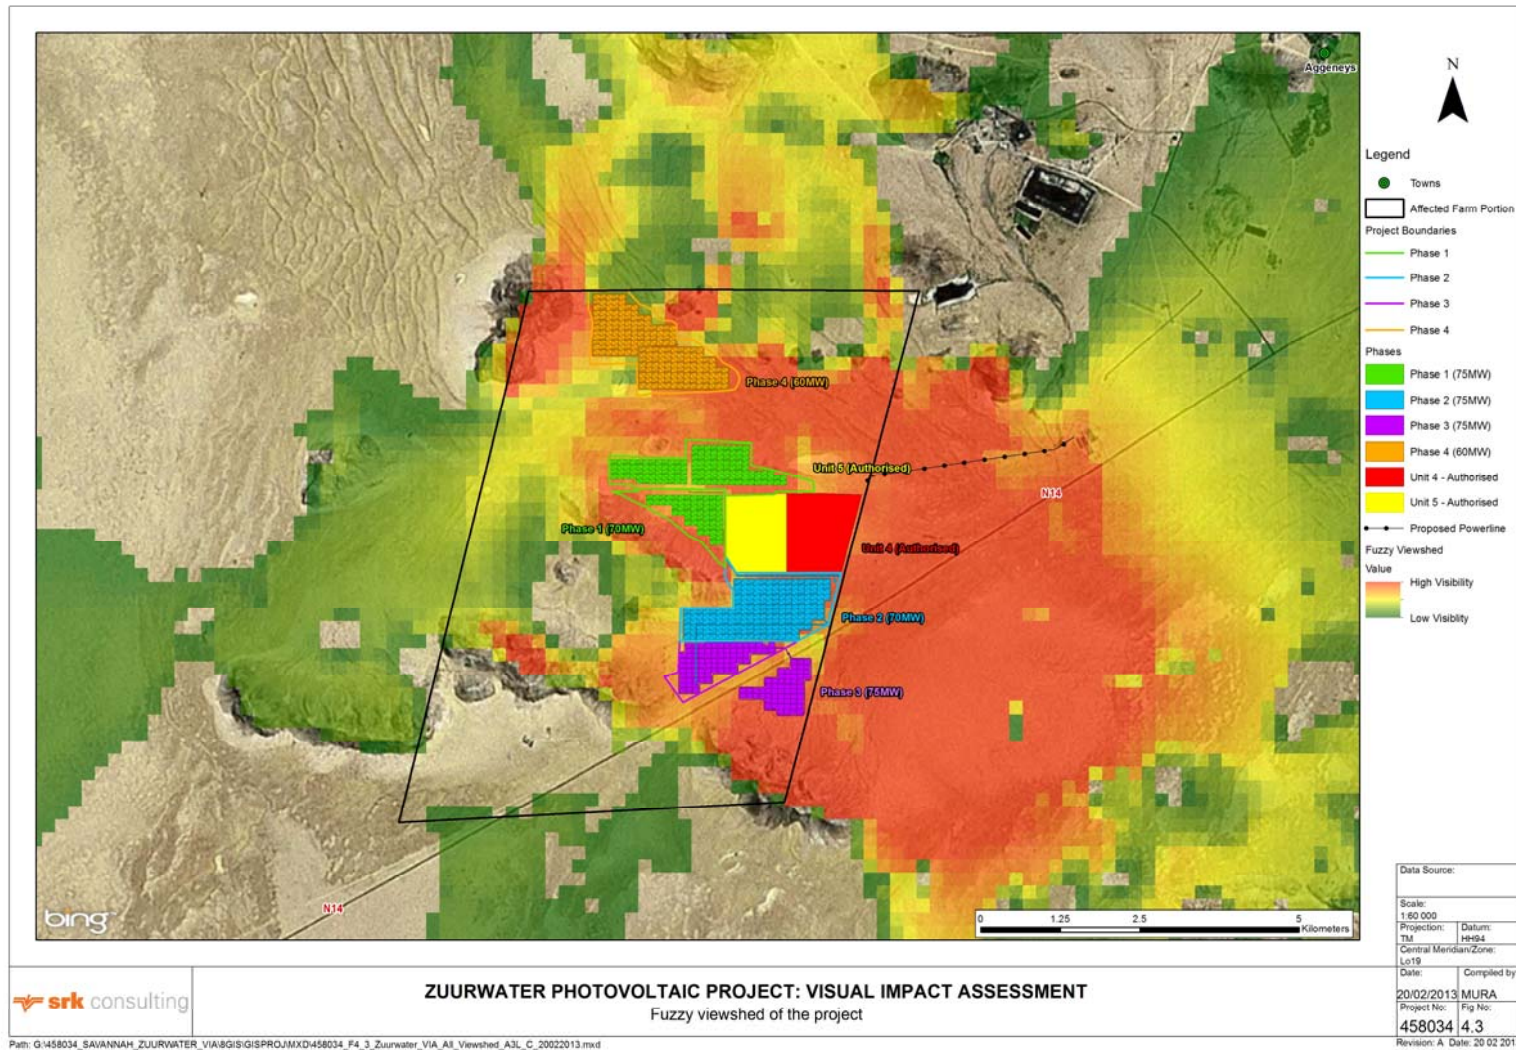 Aggeneys
N
Legend
Towns
Affected Farm Portion
Project Boundaries
Phase 1
Phase 2
Phase 3
Phase 4
Phases
Phase 1 (75MW)
Phase 2 (75MW)
Phase 3 (75MW)
Phase 4 (60MW)
Unit 4 - Authorised
Unit 5 - Authorised
Proposed Powerline
Fuzzy Viewshed
Value
High Visibility
Low Visiblity
Phase 4 (60MW)
Unit 5 (Authorised)
N14
Phase 1 (70MW)
Unit 4 (Authorised)
Phase 2 (70MW)
Phase 3 (75MW)
N14
bing
0 1.25 2.5 5
Kilometers
Data Source:
Scale:
1:60 000
Projection: Datum:
TM HH94
Central Meridian/Zone:
Lo19
Date: Compiled by
20/02/2013 MURA
Project No: Fig No:
458034 4.3
Revision: A Date: 20 02 201
srk consulting
ZUURWATER PHOTOVOLTAIC PROJECT: VISUAL IMPACT ASSESSMENT
Fuzzy viewshed of the project
Path: G:\458034_SAVANNAH_ZUURWATER_VIA\8GIS\GISPROJ\MXD\458034_F4_3_Zuurwater_VIA_All_Viewshed_A3L_C_20022013.mxd